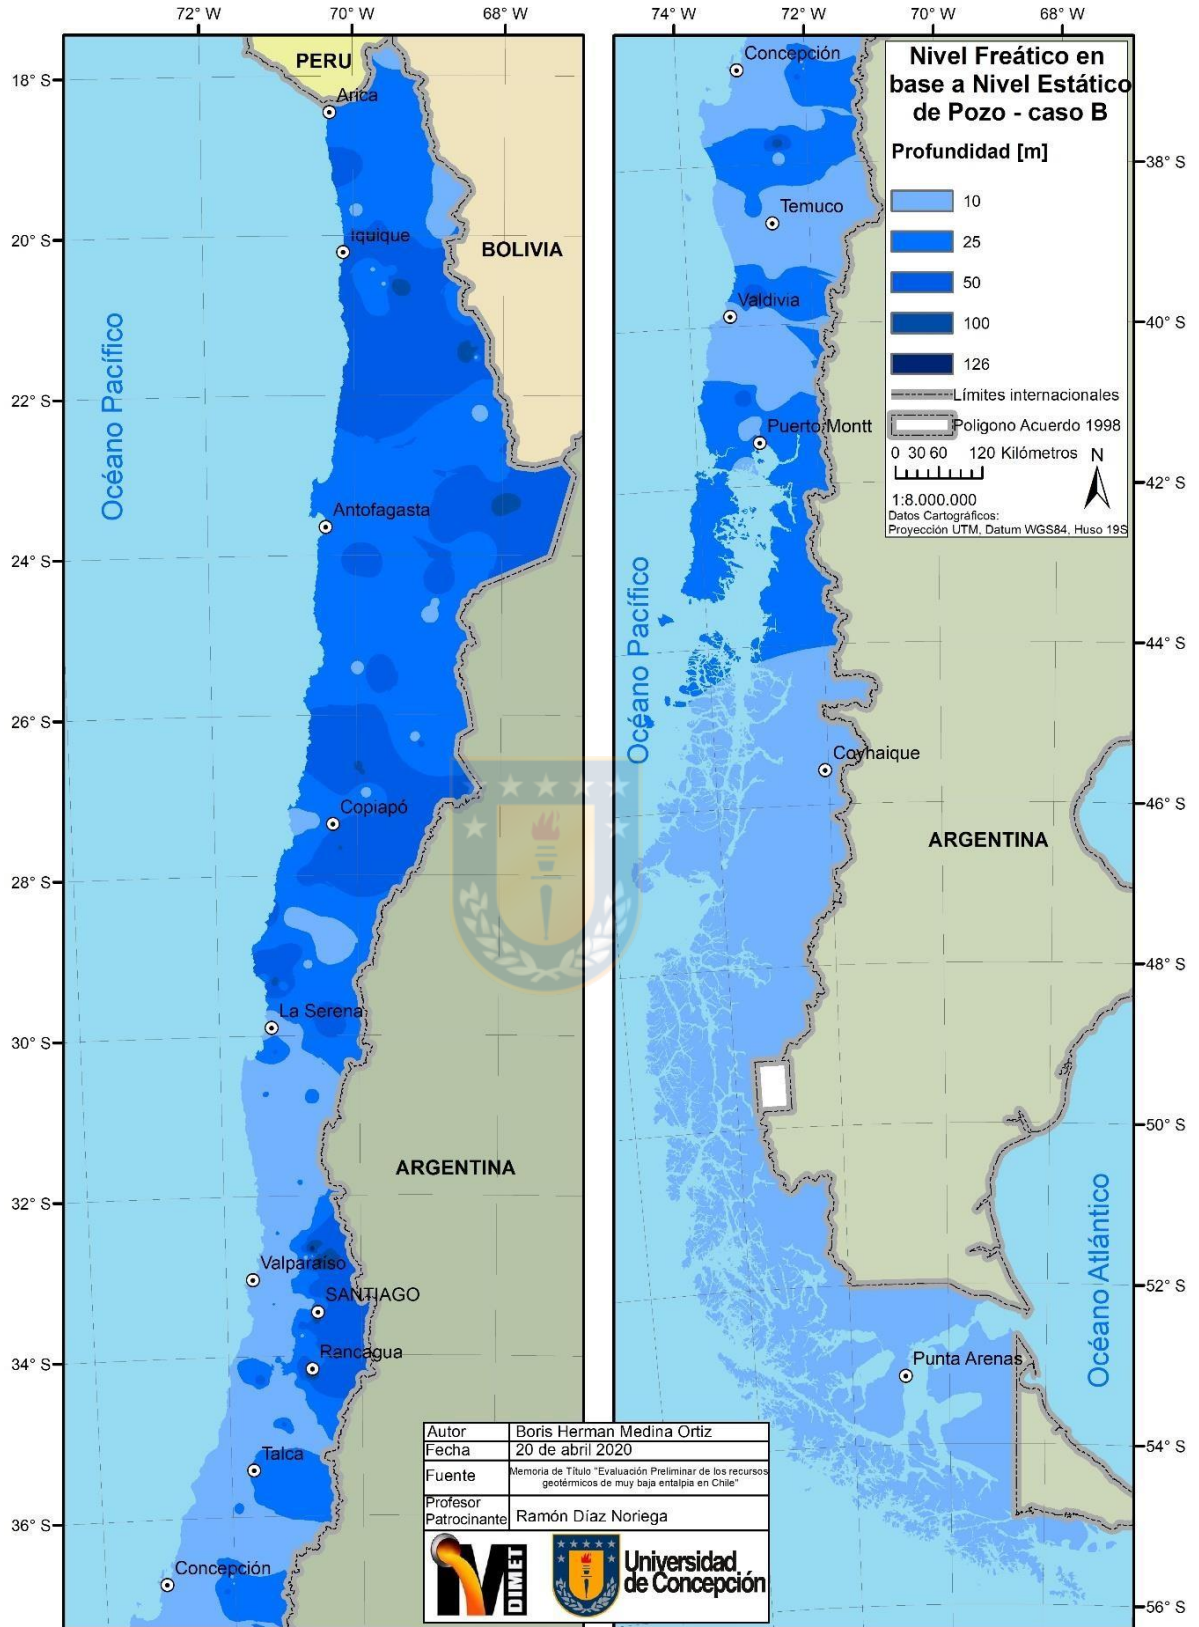 72° W
70° W
68° W
74° W
72° W
70° W
68° W
18° S
20° S
22° S
24° S
26° S
28° S
30° S
32° S
34° S
36° S
PERU
Arica
Iquique
BOLIVIA
Océano Pacífico
Antofagasta
Copiapó
La Serena
ARGENTINA
Valparaíso
SANTIAGO
Rancagua
Talca
Concepción
Concepción
Temuco
Valdivia
Puerto Montt
Océano Pacífico
Coyhaique
ARGENTINA
Océano Atlántico
Punta Arenas
38° S
40° S
42° S
44° S
46° S
48° S
50° S
52° S
54° S
56° S
Nivel Freático en
base a Nivel Estático
de Pozo - caso B
Profundidad [m]
10
25
50
100
126
Límites internacionales
Poligono Acuerdo 1998
0 30 60 120 Kilómetros
N
1:8.000.000
Datos Cartográficos:
Proyección UTM, Datum WGS84, Huso 19S
Autor Boris Herman Medina Ortiz
Fecha 20 de abril 2020
Fuente Memoria de Título "Evaluación Preliminar de los recursos
geotérmicos de muy baja entalpia en Chile"
Profesor
Patrocinante Ramón Díaz Noriega
IM DIMET
Universidad
de Concepción